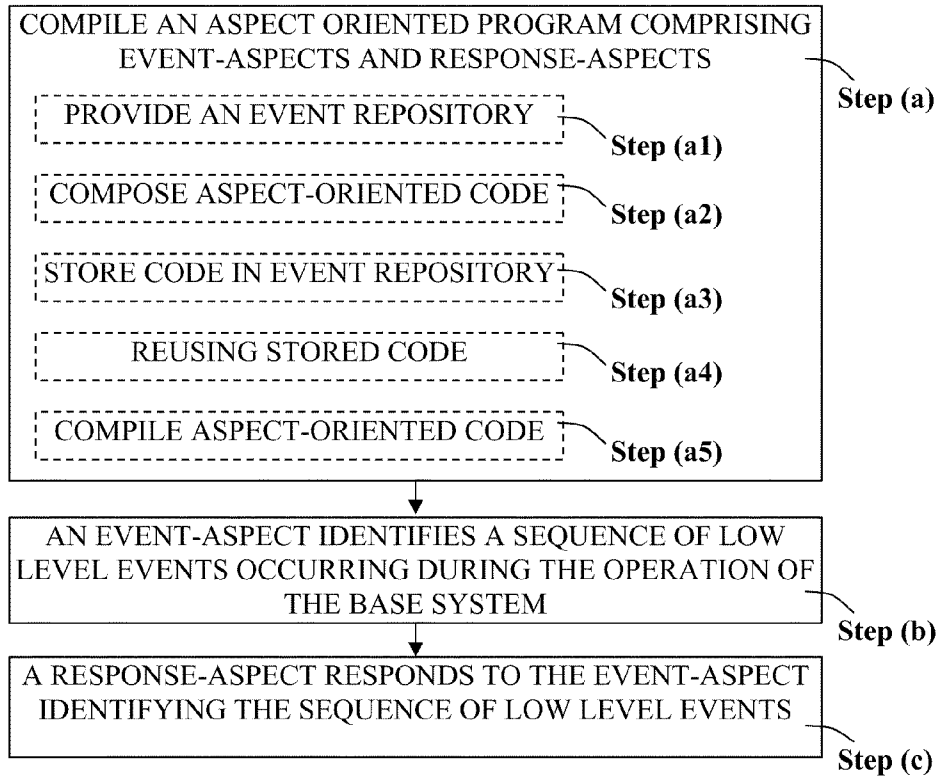 COMPILE AN ASPECT ORIENTED PROGRAM COMPRISING
EVENT-ASPECTS AND RESPONSE-ASPECTS
Step (a)
PROVIDE AN EVENT REPOSITORY
Step (a1)
COMPOSE ASPECT-ORIENTED CODE
Step (a2)
STORE CODE IN EVENT REPOSITORY
Step (a3)
REUSING STORED CODE
Step (a4)
COMPILE ASPECT-ORIENTED CODE
Step (a5)
AN EVENT-ASPECT IDENTIFIES A SEQUENCE OF LOW
LEVEL EVENTS OCCURRING DURING THE OPERATION OF
THE BASE SYSTEM
Step (b)
A RESPONSE-ASPECT RESPONDS TO THE EVENT-ASPECT
IDENTIFYING THE SEQUENCE OF LOW LEVEL EVENTS
Step (c)